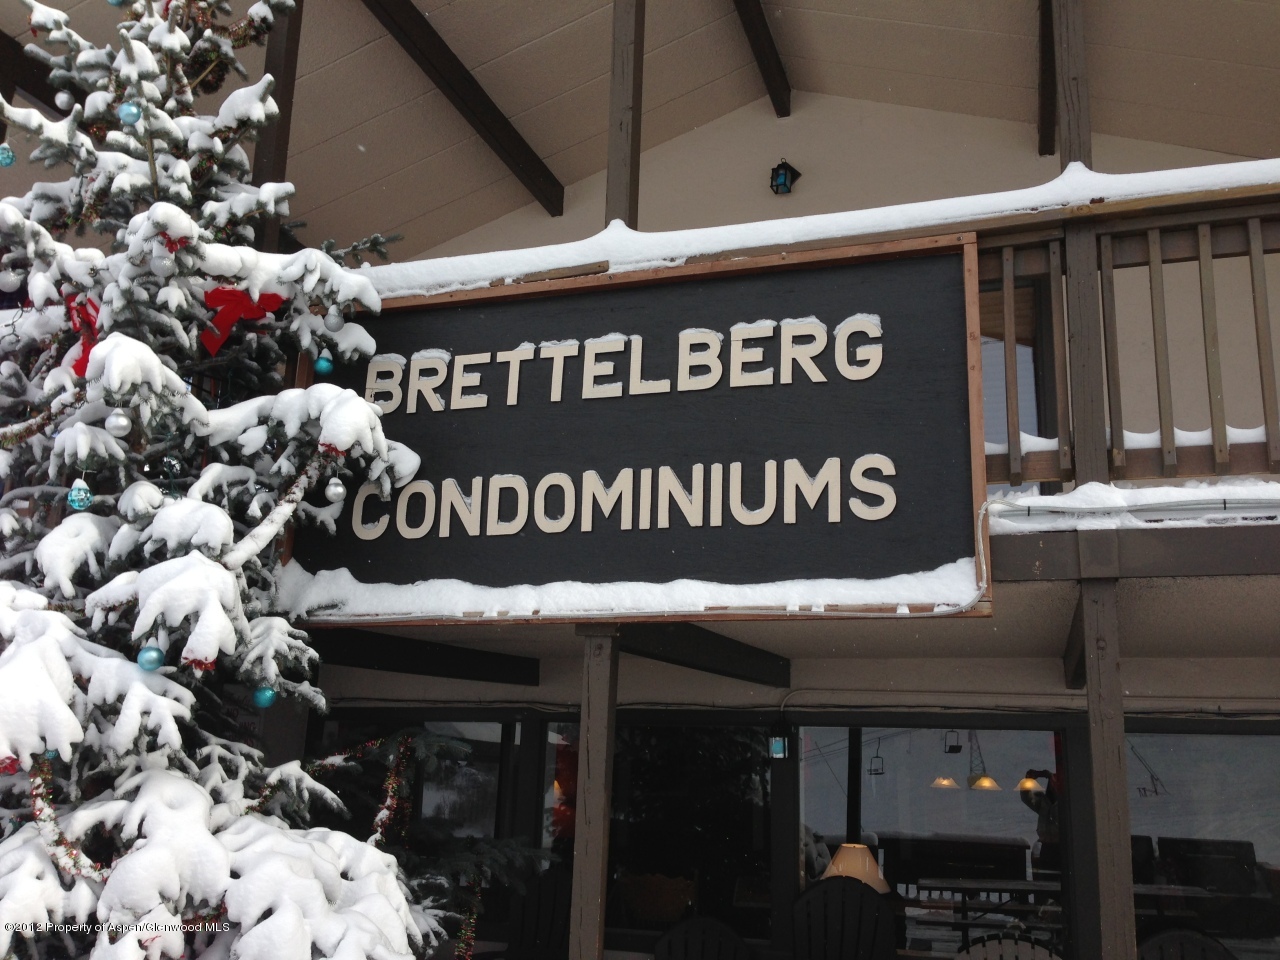 BRETTELBERG
CONDOMINIUMS
©2012 Property of Aspen/Glenwood MLS